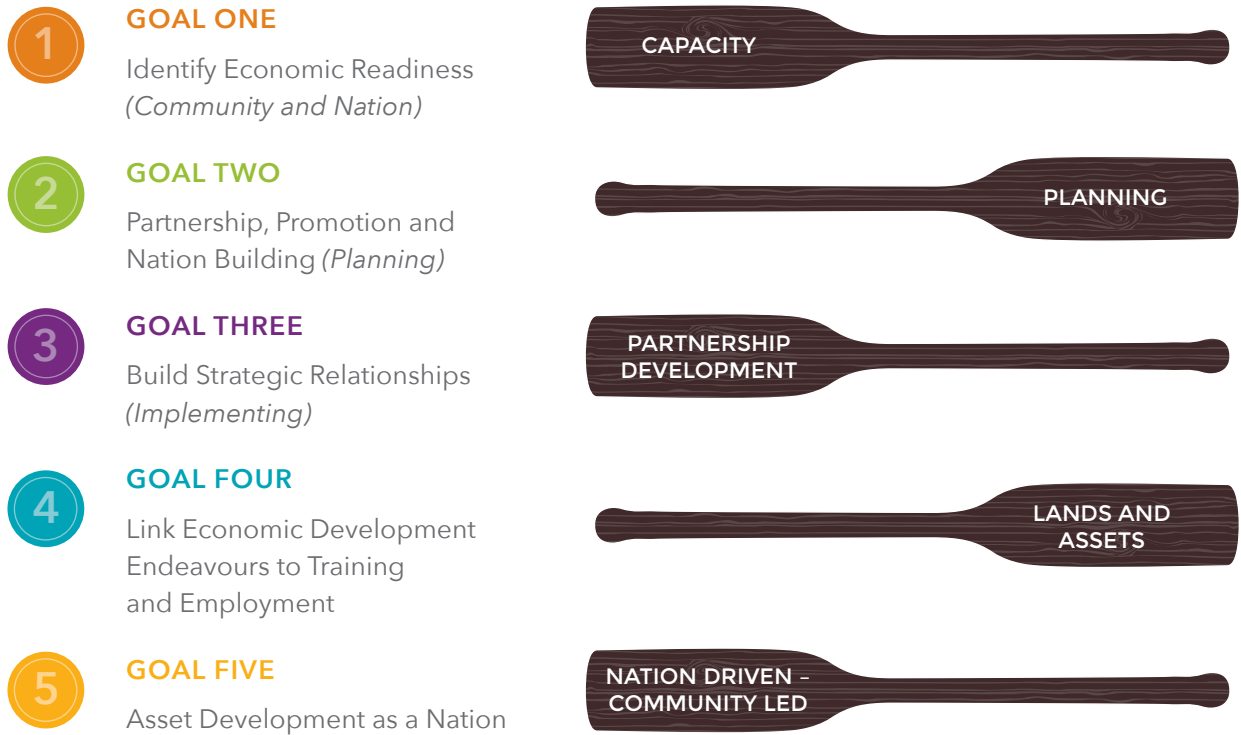 1
GOAL ONE
Identify Economic Readiness
(Community and Nation)
CAPACITY
2
GOAL TWO
Partnership, Promotion and
Nation Building (Planning)
PLANNING
3
GOAL THREE
Build Strategic Relationships
(Implementing)
PARTNERSHIP
DEVELOPMENT
4
GOAL FOUR
Link Economic Development
Endeavours to Training
and Employment
LANDS AND
ASSETS
5
GOAL FIVE
Asset Development as a Nation
NATION DRIVEN –
COMMUNITY LED